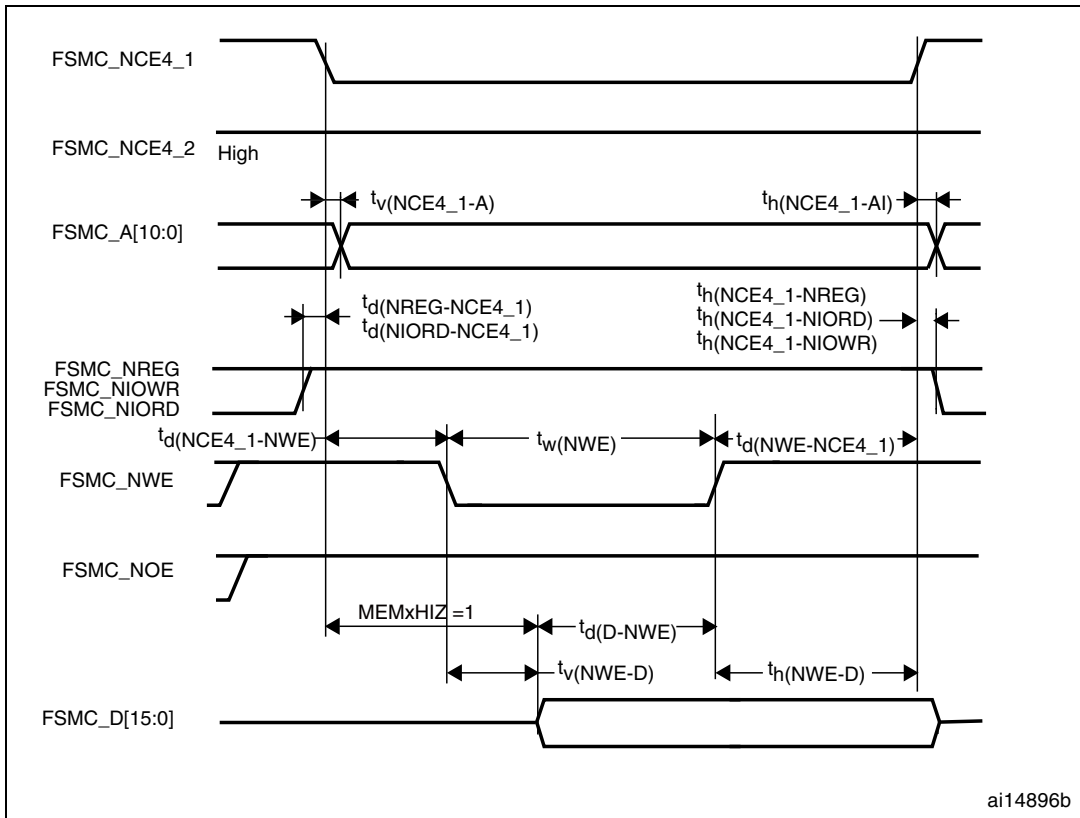 FSMC_NCE4_1
FSMC_NCE4_2 High
tv(NCE4_1-A)
th(NCE4_1-AI)
FSMC_A[10:0]
td(NREG-NCE4_1)
td(NIORD-NCE4_1)
th(NCE4_1-NREG)
th(NCE4_1-NIORD)
th(NCE4_1-NIOWR)
FSMC_NREG
FSMC_NIOWR
FSMC_NIORD
td(NCE4_1-NWE)
tw(NWE)
td(NWE-NCE4_1)
FSMC_NWE
FSMC_NOE
MEMxHIZ =1
td(D-NWE)
tv(NWE-D)
th(NWE-D)
FSMC_D[15:0]
ai14896b